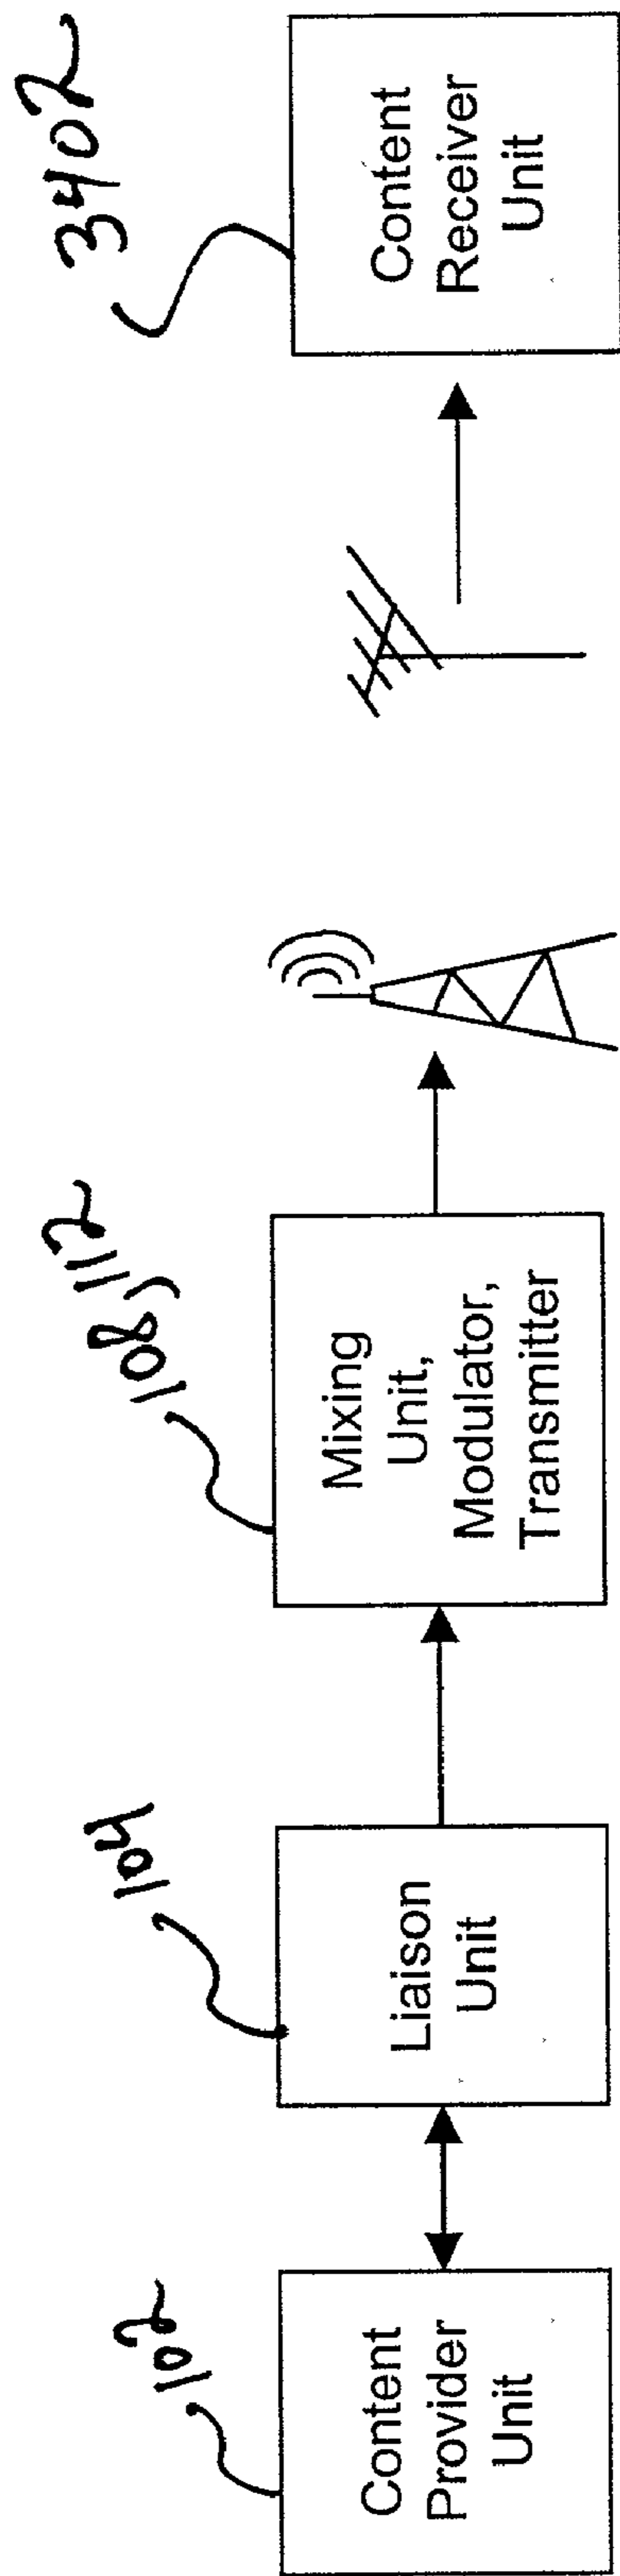 102
Content
Provider
Unit
104
Liaison
Unit
108,112
Mixing
Unit,
Modulator,
Transmitter
3402
Content
Receiver
Unit